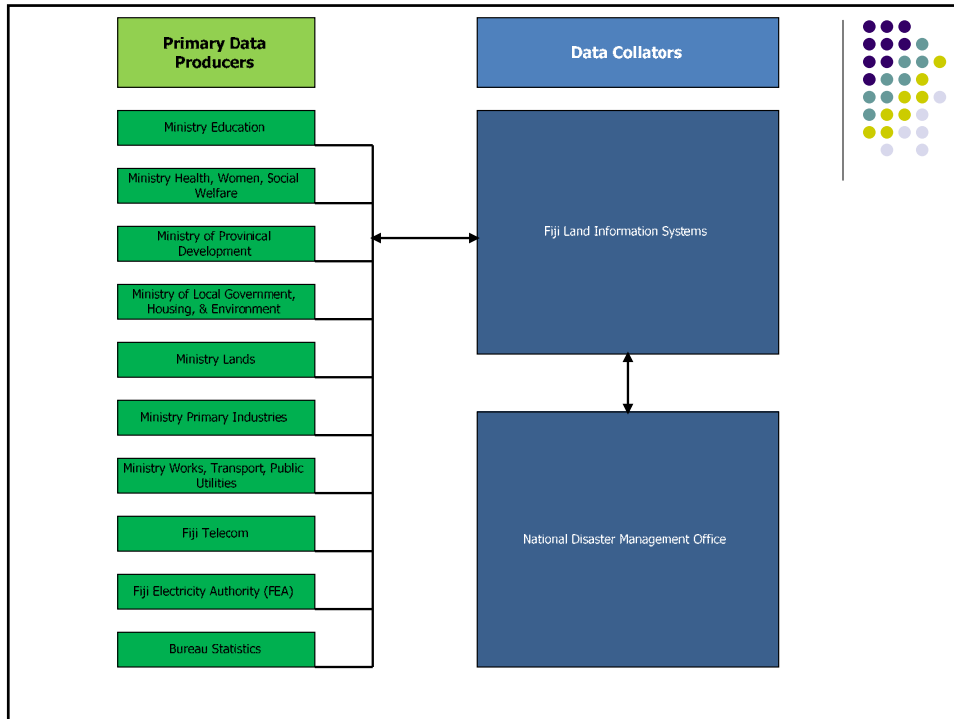 Primary Data
Producers
Data Collators
Ministry Education
Ministry Health, Women, Social
Welfare
Ministry of Provinical
Development
Ministry of Local Government,
Housing, & Environment
Ministry Lands
Ministry Primary Industries
Ministry Works, Transport, Public
Utilities
Fiji Telecom
Fiji Electricity Authority (FEA)
Bureau Statistics
Fiji Land Information Systems
National Disaster Management Office